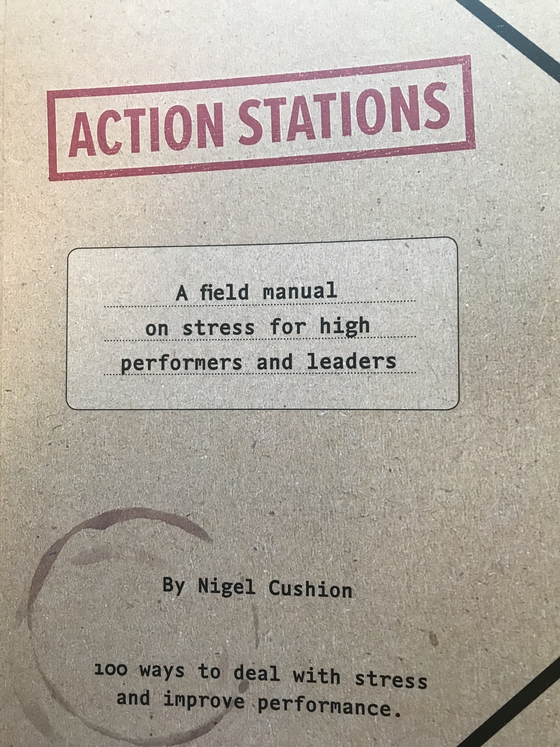 ACTION STATIONS
A field manual
on stress for high
performers and leaders
By Nigel Cushion
100 ways to deal with stress
and improve performance.